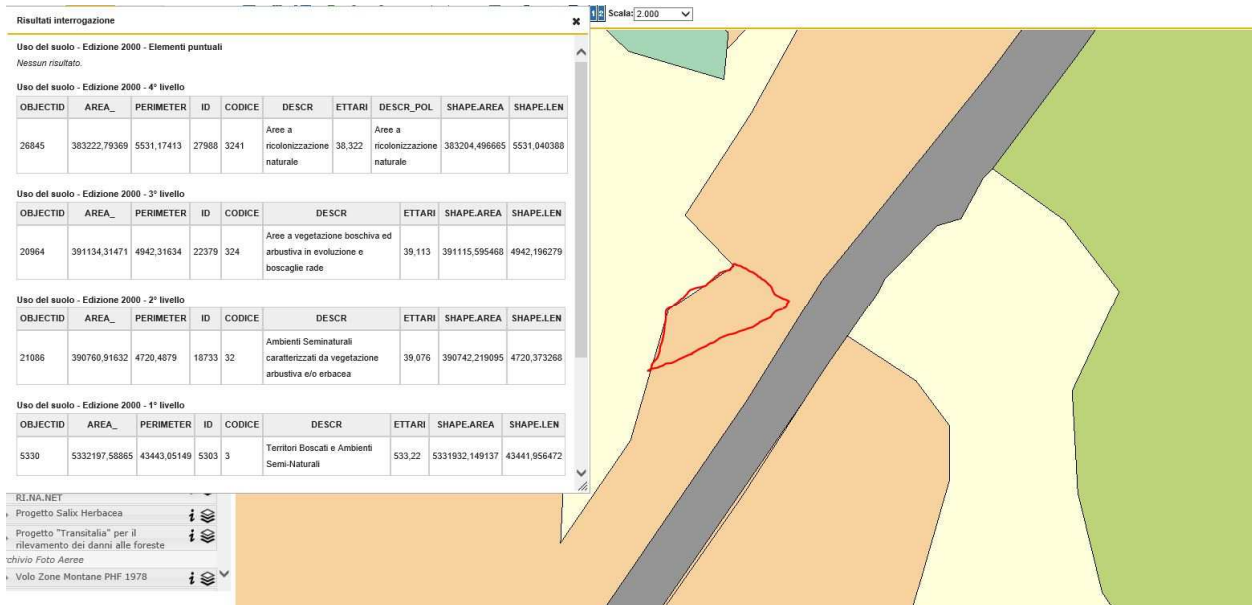 Risultati interrogazione
Scala: 2.000
Uso del suolo - Edizione 2000 - Elementi puntuali
Nessun risultato.
Uso del suolo - Edizione 2000 - 4° livello
OBJECTID AREA_ PERIMETER ID CODICE DESCR ETTARI DESCR_POL SHAPE.AREA SHAPE.LEN
26845 383222,79369 5531,17413 27988 3241 Aree a ricolonizzazione naturale 38,322 Aree a ricolonizzazione naturale 383204,496665 5531,040388
Uso del suolo - Edizione 2000 - 3° livello
OBJECTID AREA_ PERIMETER ID CODICE DESCR ETTARI SHAPE.AREA SHAPE.LEN
20964 391134,31471 4942,31634 22379 324 Aree a vegetazione boschiva ed arbustiva in evoluzione e boscaglie rade 39,113 391115,595468 4942,196279
Uso del suolo - Edizione 2000 - 2° livello
OBJECTID AREA_ PERIMETER ID CODICE DESCR ETTARI SHAPE.AREA SHAPE.LEN
21086 390760,91632 4720,4879 18733 32 Ambienti Seminaturali caratterizzati da vegetazione arbustiva e/o erbacea 39,076 390742,219095 4720,373268
Uso del suolo - Edizione 2000 - 1° livello
OBJECTID AREA_ PERIMETER ID CODICE DESCR ETTARI SHAPE.AREA SHAPE.LEN
5330 5332197,58865 43443,05149 5303 3 Territori Boscati e Ambienti Semi-Naturali 533,22 5331932,149137 43441,956472
RI.NA.NET
Progetto Salix Herbacea
Progetto "Transitalia" per il
rilevamento dei danni alle foreste
rchivio Foto Aeree
Volo Zone Montane PHF 1978